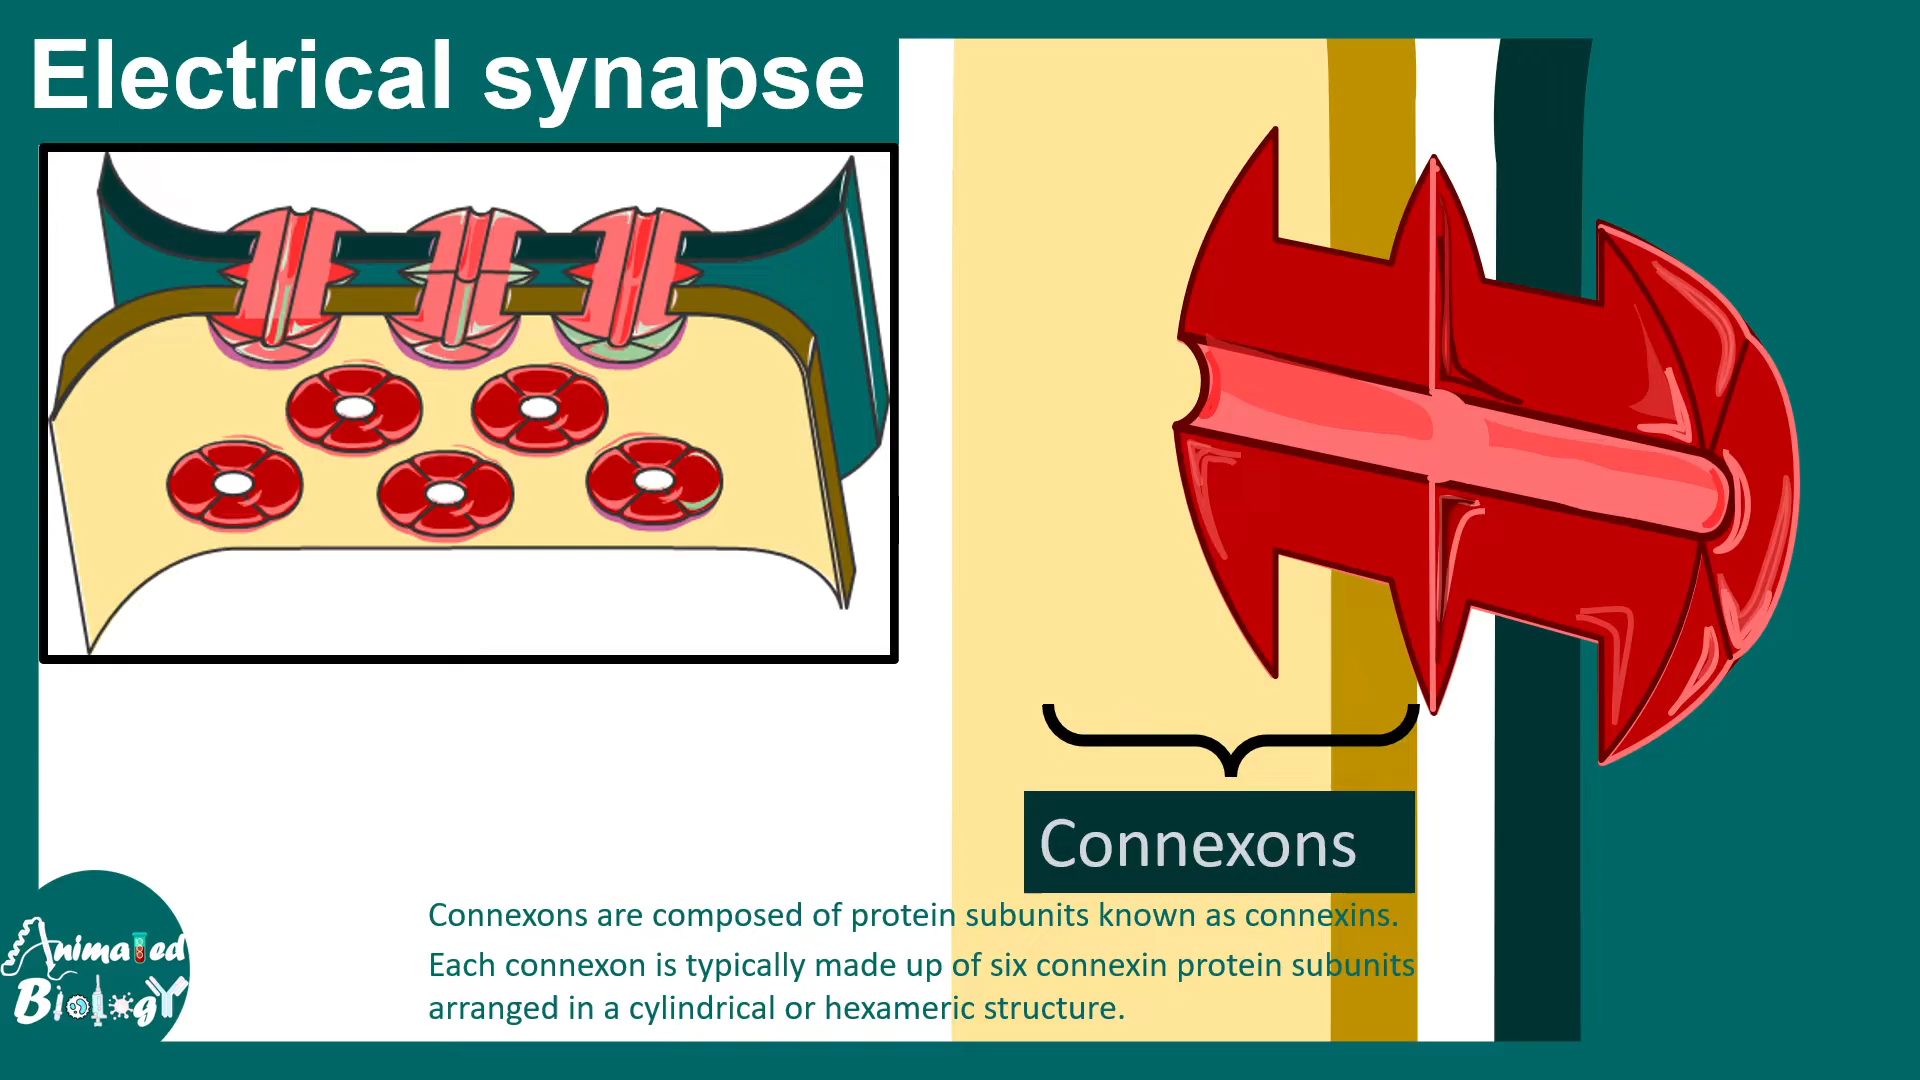 Electrical synapse
Connexons
Connexons are composed of protein subunits known as connexins.
Each connexon is typically made up of six connexin protein subunits
arranged in a cylindrical or hexameric structure.
Animated
Biology